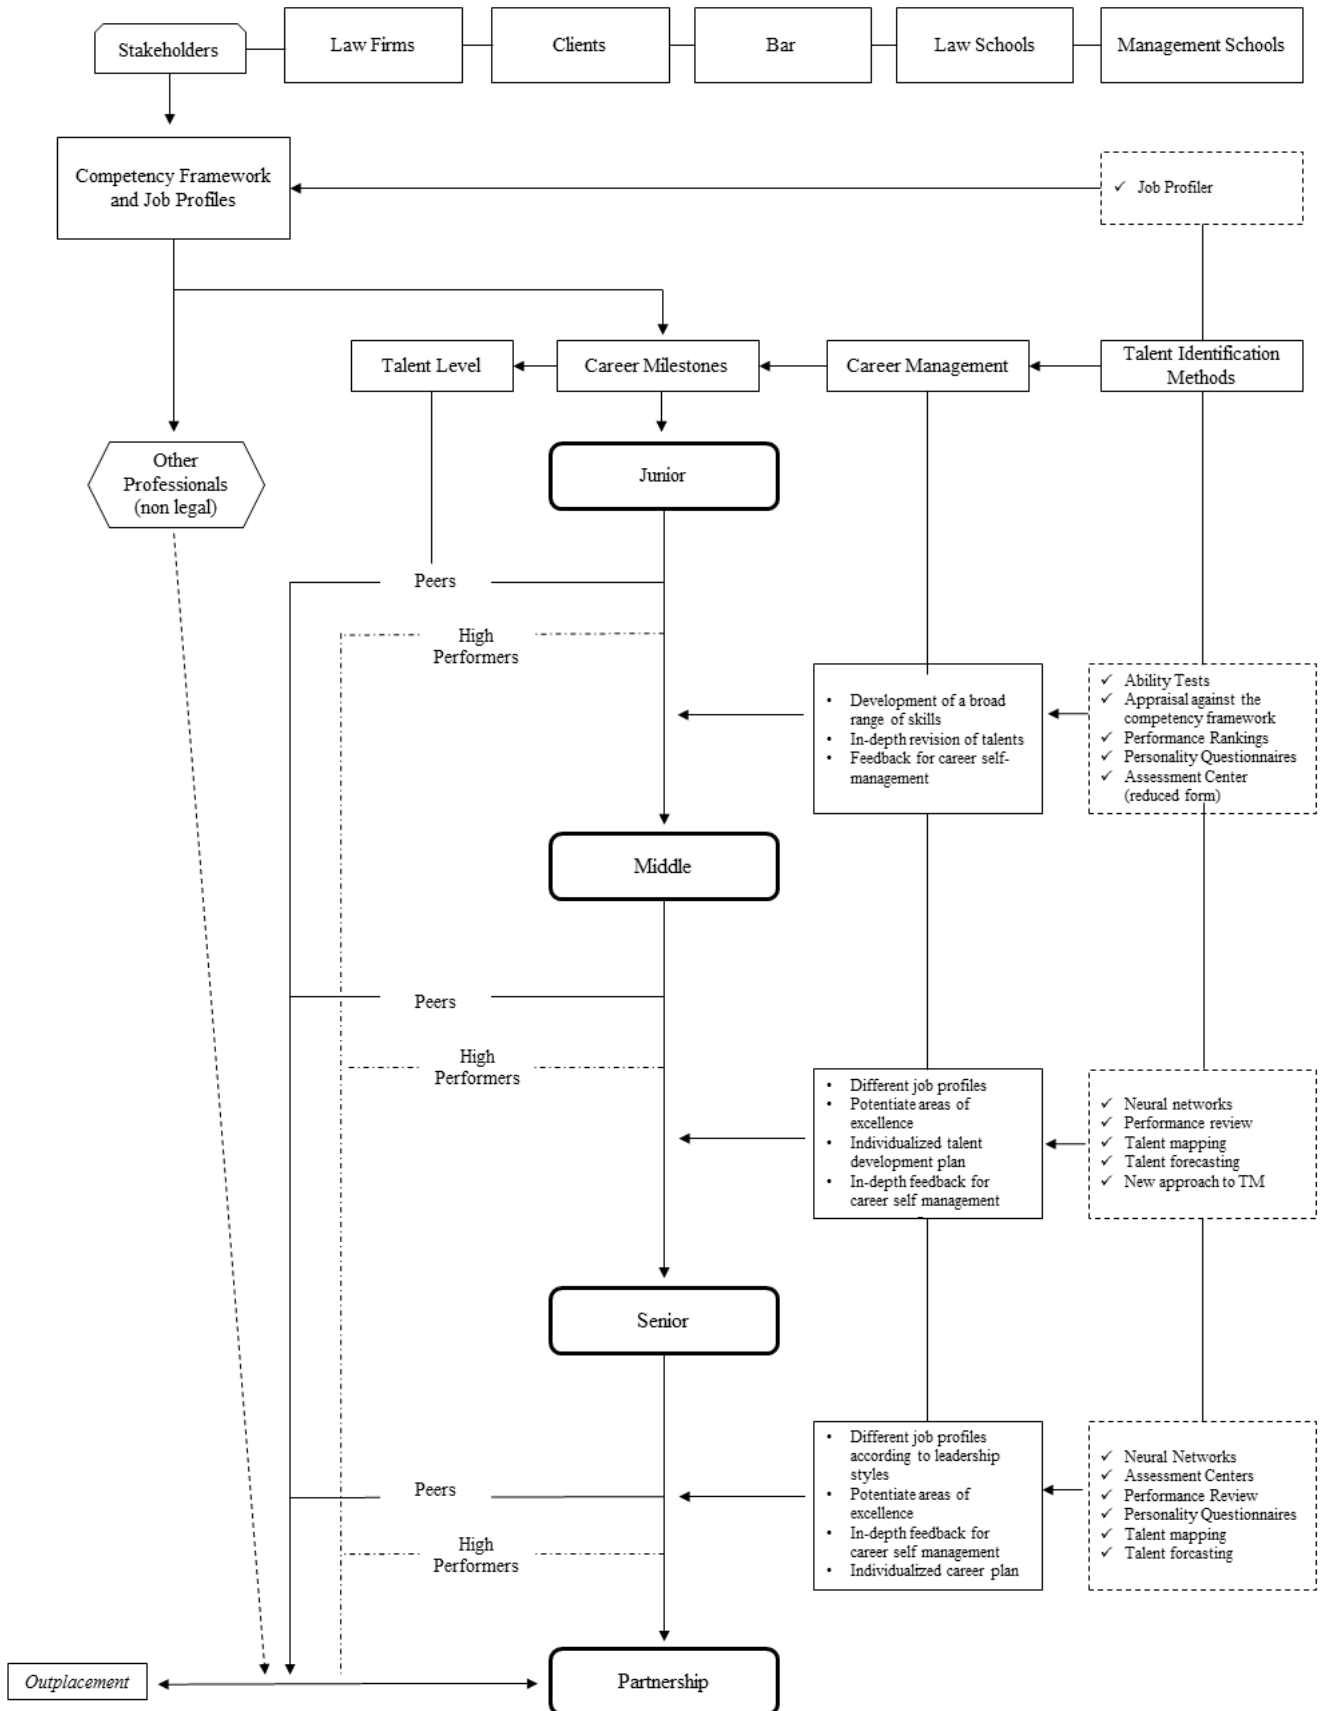 Stakeholders
Law Firms
Clients
Bar
Law Schools
Management Schools
Competency Framework
and Job Profiles
✓ Job Profiler
Talent Level
Career Milestones
Career Management
Talent Identification
Methods
Other
Professionals
(non legal)
Junior
Peers
High
Performers
• Development of a broad
range of skills
• In-depth revision of talents
• Feedback for career self-
management
✓ Ability Tests
✓ Appraisal against the
competency framework
✓ Performance Rankings
✓ Personality Questionnaires
✓ Assessment Center
(reduced form)
Middle
Peers
High
Performers
• Different job profiles
• Potentiate areas of
excellence
• Individualized talent
development plan
• In-depth feedback for
career self management
✓ Neural networks
✓ Performance review
✓ Talent mapping
✓ Talent forecasting
✓ New approach to TM
Senior
Peers
High
Performers
• Different job profiles
according to leadership
styles
• Potentiate areas of
excellence
• In-depth feedback for
career self management
• Individualized career plan
✓ Neural Networks
✓ Assessment Centers
✓ Performance Review
✓ Personality Questionnaires
✓ Talent mapping
✓ Talent forcasting
Outplacement
Partnership